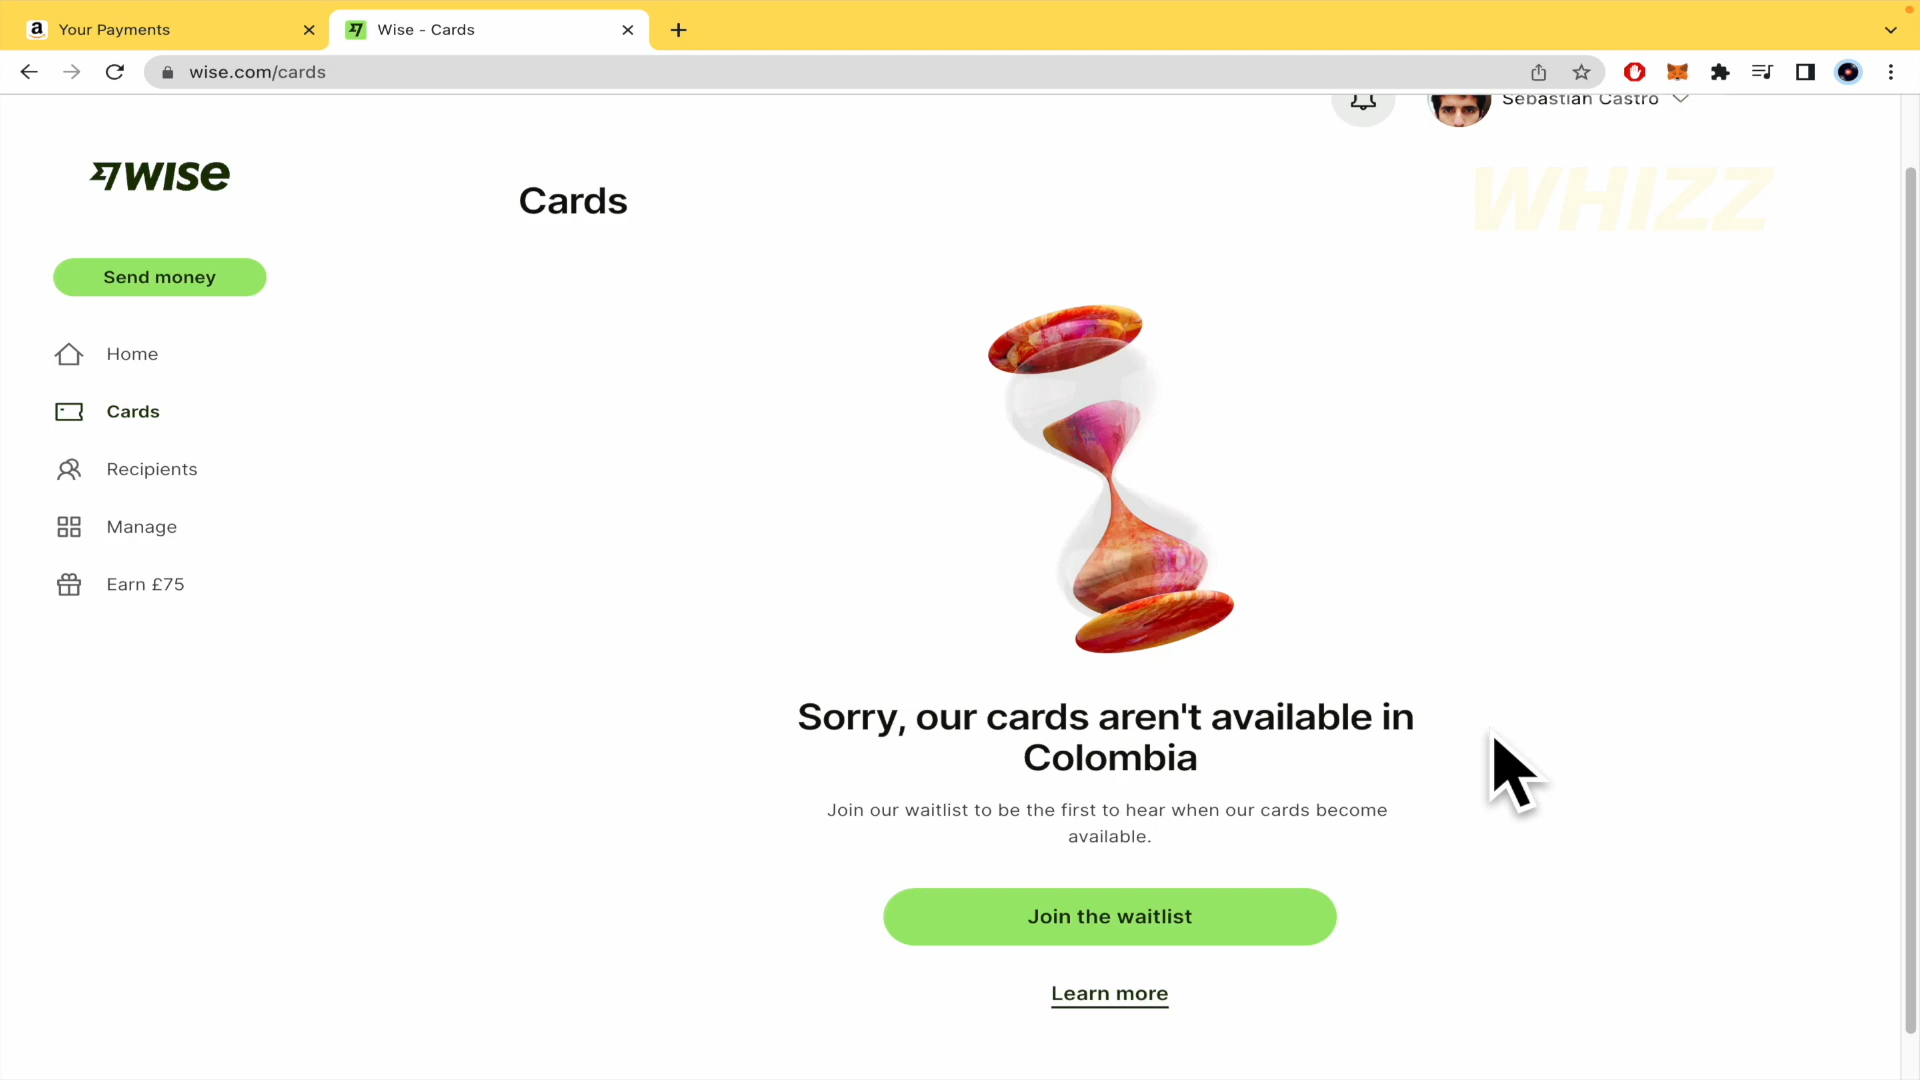 Your Payments
Wise - Cards
wise.com/cards
Sebastian Castro
WISE
WHIZZ
Cards
Send money
Home
Cards
Recipients
Manage
Earn £75
Sorry, our cards aren't available in
Colombia
Join our waitlist to be the first to hear when our cards become
available.
Join the waitlist
Learn more